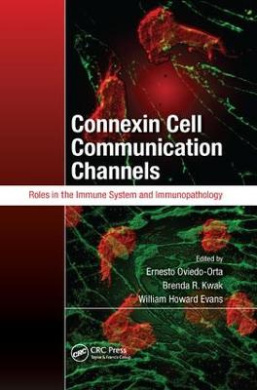 Connexin Cell
Communication
Channels
Roles in the Immune System and Immunopathology
Edited by
Ernesto Oviedo-Orta
Brenda R. Kwak
William Howard Evans
CRC
CRC Press
Taylor & Francis Group